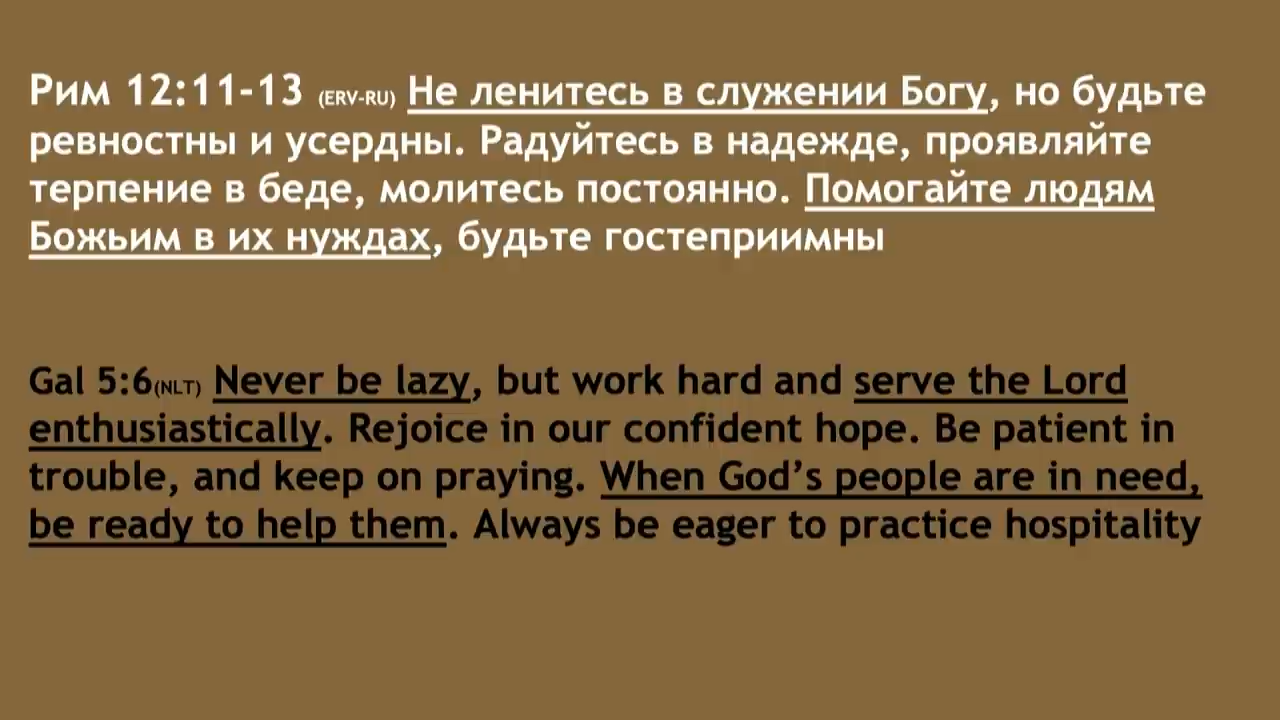 Рим 12:11-13 (ERV-RU) Не ленитесь в служении Богу, но будьте
ревностны и усердны. Радуйтесь в надежде, проявляйте
терпение в беде, молитесь постоянно. Помогайте людям
Божьим в их нуждах, будьте гостеприимны
Gal 5:6(NLT) Never be lazy, but work hard and serve the Lord
enthusiastically. Rejoice in our confident hope. Be patient in
trouble, and keep on praying. When God’s people are in need,
be ready to help them. Always be eager to practice hospitality